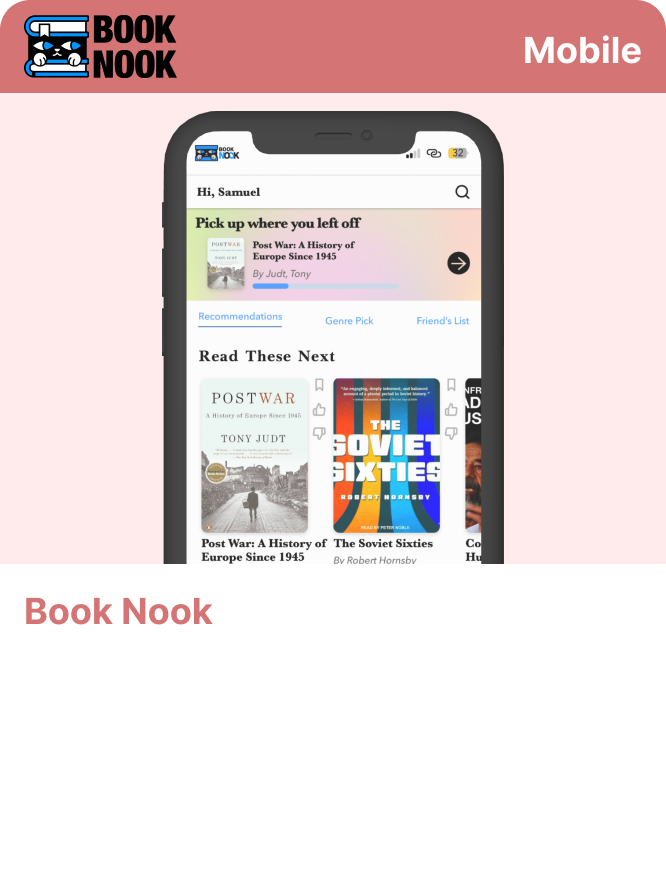 BOOK
NOOK
Mobile
BOOK
NOOK
32
Hi, Samuel
Pick up where you left off
POSTWAR
TONY JUDT
Post War: A History of
Europe Since 1945
By Judt, Tony
Recommendations
Genre Pick
Friend's List
Read These Next
POSTWAR
A History of Europe Since 1945
TONY JUDT
"An engaging, deeply informed, and balanced
account of a pivotal period in Soviet history."
THE
SOVIET
SIXTIES
ROBERT HORNSBY
READ BY PETER NOBLE
Post War: A History of
Europe Since 1945
The Soviet Sixties
By Robert Hornsby
Co
Hu
Book Nook